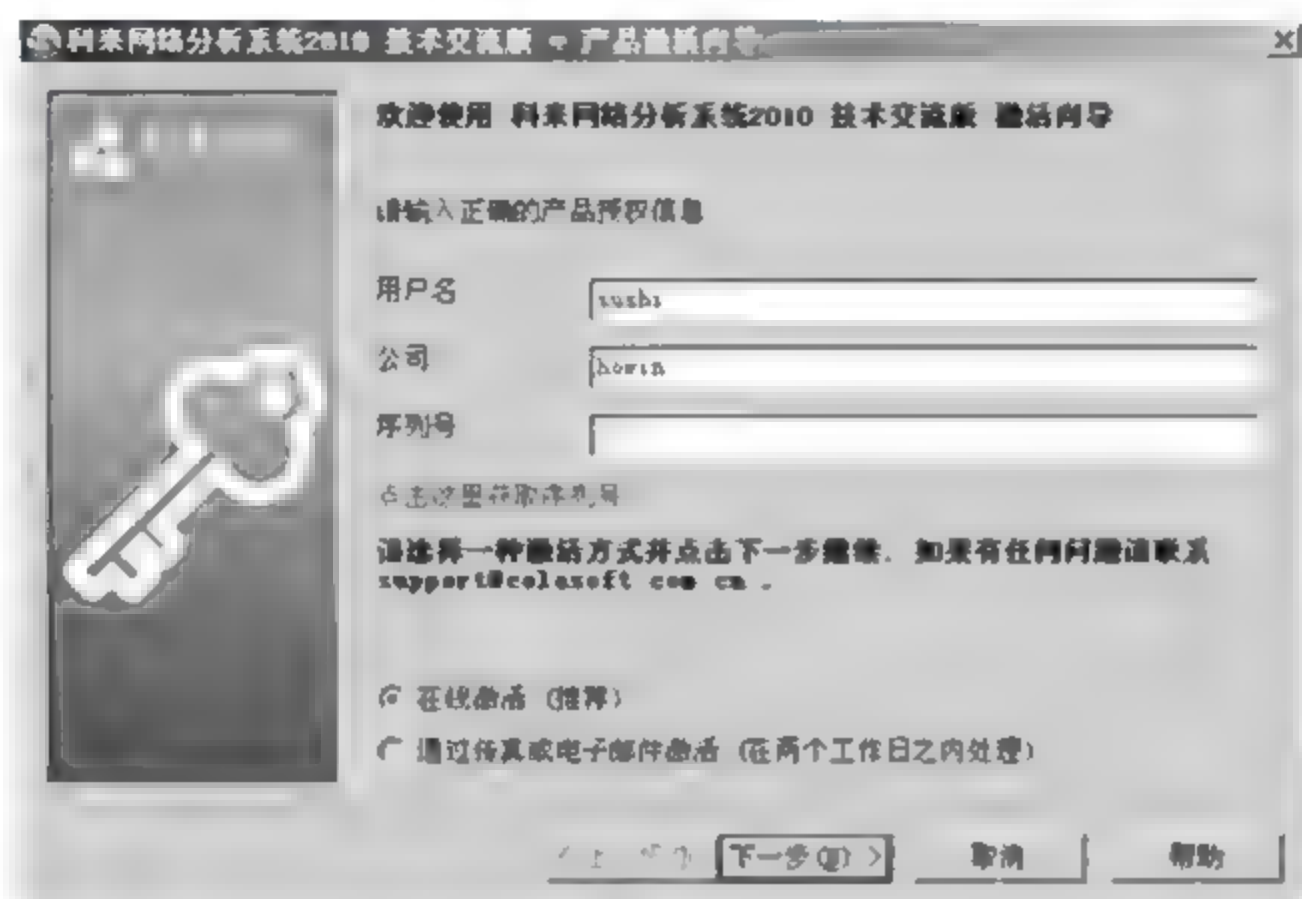 科来网络分析系统2010 技术交流版 - 产品激活向导
欢迎使用 科来网络分析系统2010 技术交流版 激活向导
请输入正确的产品授权信息
用户名
公司
序列号
点击这里获取序列号
请选择一种激活方式并点击下一步继续. 如果有任何问题请联系
support@colasoft com cn .
在线激活 (推荐)
通过传真或电子邮件激活 (在两个工作日之内处理)
下一步(N) >
取消
帮助